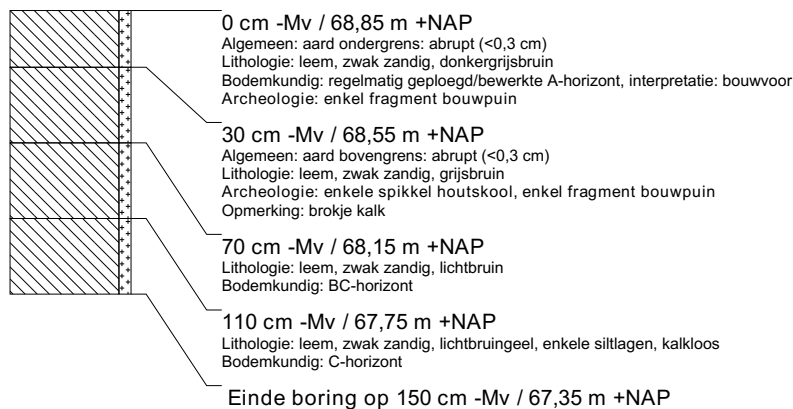 0 cm -Mv / 68,85 m +NAP
Algemeen: aard ondergrens: abrupt (<0,3 cm)
Lithologie: leem, zwak zandig, donkergrijsbruin
Bodemkundig: regelmatig geploegd/bewerkte A-horizont, interpretatie: bouwvoor
Archeologie: enkel fragment bouwpuin
30 cm -Mv / 68,55 m +NAP
Algemeen: aard bovengrens: abrupt (<0,3 cm)
Lithologie: leem, zwak zandig, grijsbruin
Archeologie: enkele spikkel houtskool, enkel fragment bouwpuin
Opmerking: brokje kalk
70 cm -Mv / 68,15 m +NAP
Lithologie: leem, zwak zandig, lichtbruin
Bodemkundig: BC-horizont
110 cm -Mv / 67,75 m +NAP
Lithologie: leem, zwak zandig, lichtbruingeel, enkele siltlagen, kalkloos
Bodemkundig: C-horizont
Einde boring op 150 cm -Mv / 67,35 m +NAP